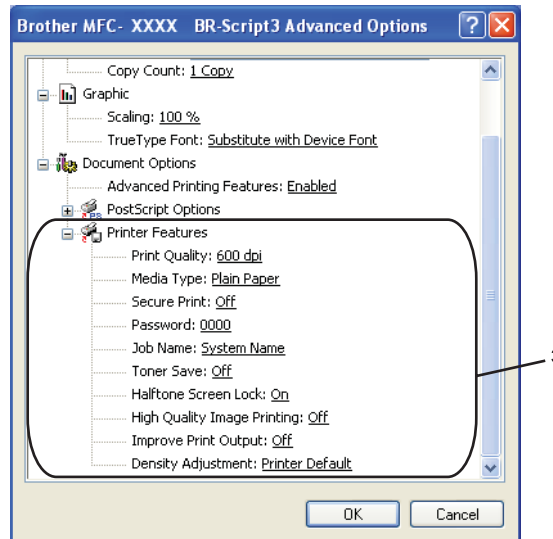 Brother MFC- XXXX BR-Script3 Advanced Options
Copy Count: 1 Copy
Graphic
Scaling: 100 %
TrueType Font: Substitute with Device Font
Document Options
Advanced Printing Features: Enabled
PostScript Options
Printer Features
Print Quality: 600 dpi
Media Type: Plain Paper
Secure Print: Off
Password: 0000
Job Name: System Name
Toner Save: Off
Halftone Screen Lock: On
High Quality Image Printing: Off
Improve Print Output: Off
Density Adjustment: Printer Default
OK Cancel